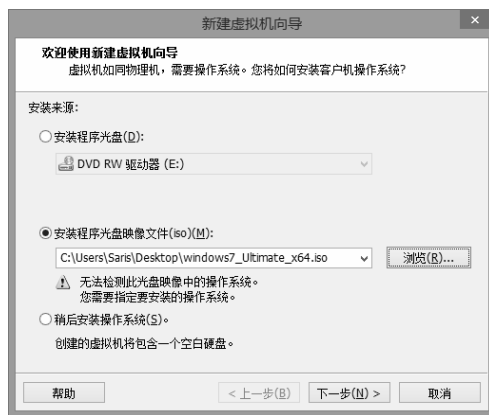 新建虚拟机向导
×
欢迎使用新建虚拟机向导
虚拟机如同物理机，需要操作系统。您将如何安装客户机操作系统?
安装来源:
安装程序光盘(D):
DVD RW 驱动器 (E:)
安装程序光盘映像文件(iso)(M):
C:\Users\Saris\Desktop\windows7_Ultimate_x64.iso
浏览(R)...
无法检测此光盘映像中的操作系统。
您需要指定要安装的操作系统。
稍后安装操作系统(S)。
创建的虚拟机将包含一个空白硬盘。
帮助
< 上一步(B)
下一步(N) >
取消